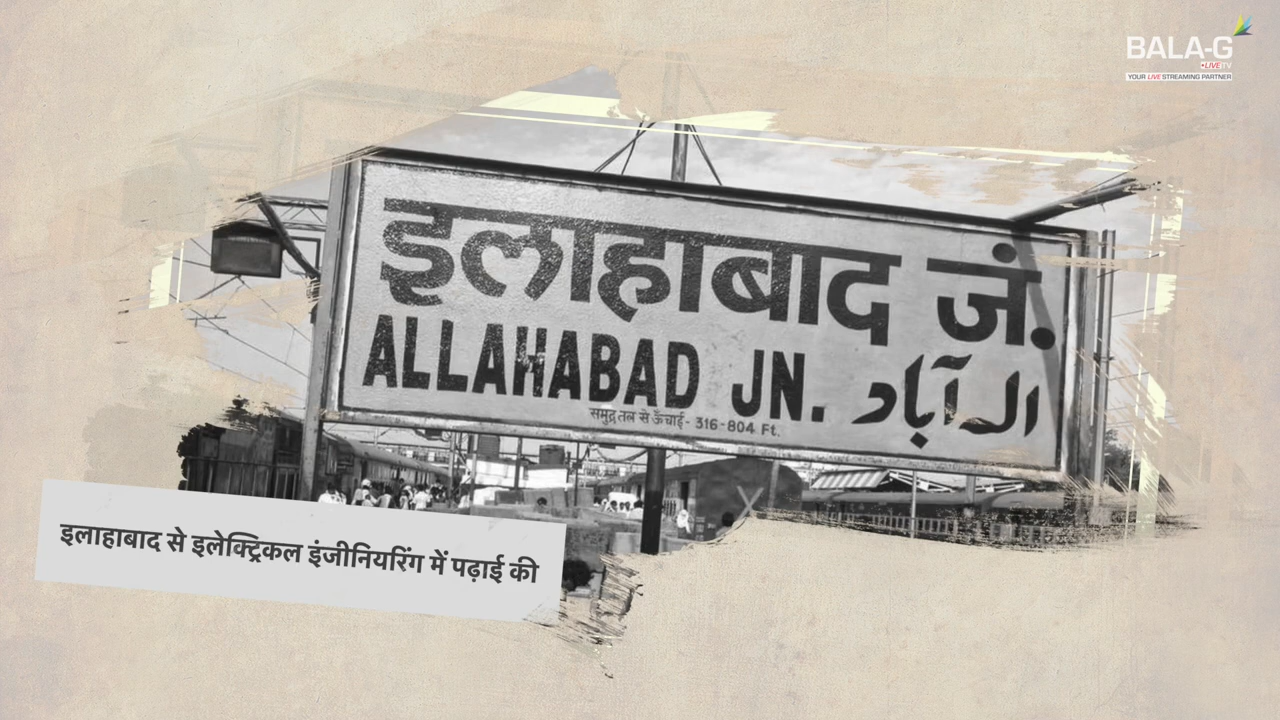 BALA-G
LIVE TV
YOUR LIVE STREAMING PARTNER
इलाहाबाद जं.
ALLAHABAD JN. الہ آباد
समुद्र तल से ऊँचाई- 316-804 Ft.
इलाहाबाद से इलेक्ट्रिकल इंजीनियरिंग में पढ़ाई की